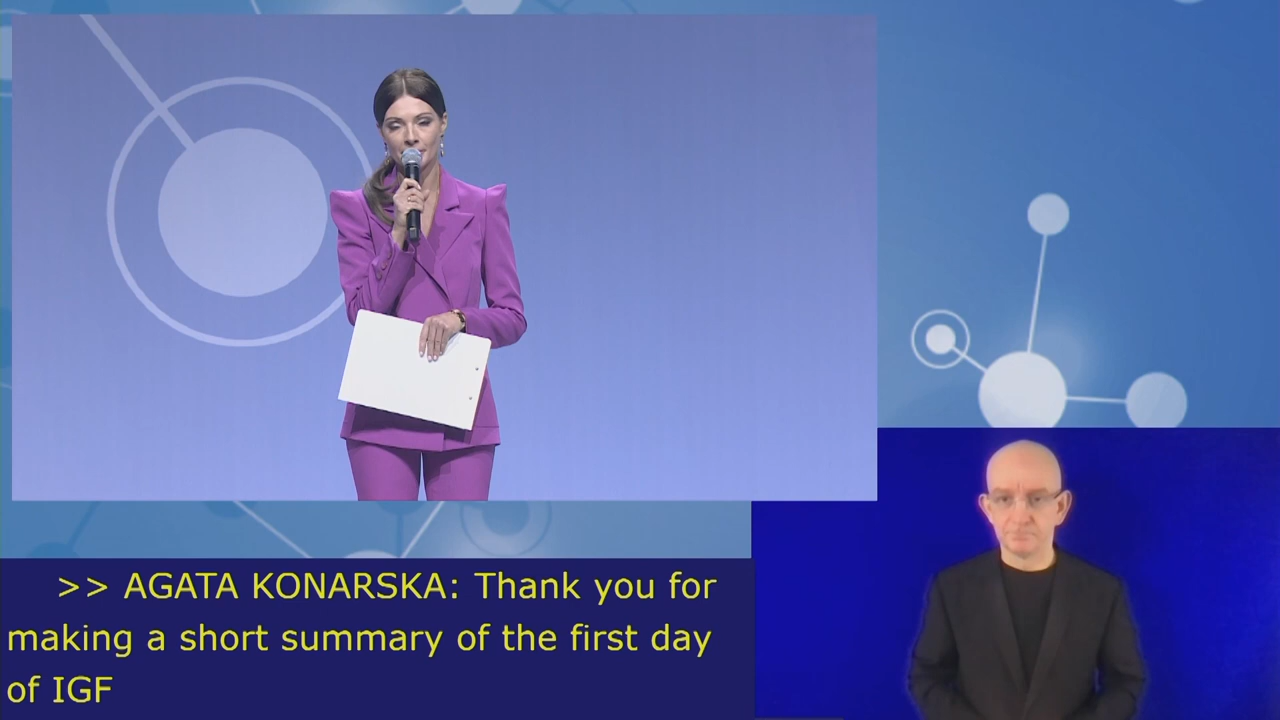 >> AGATA KONARSKA: Thank you for
making a short summary of the first day
of IGF